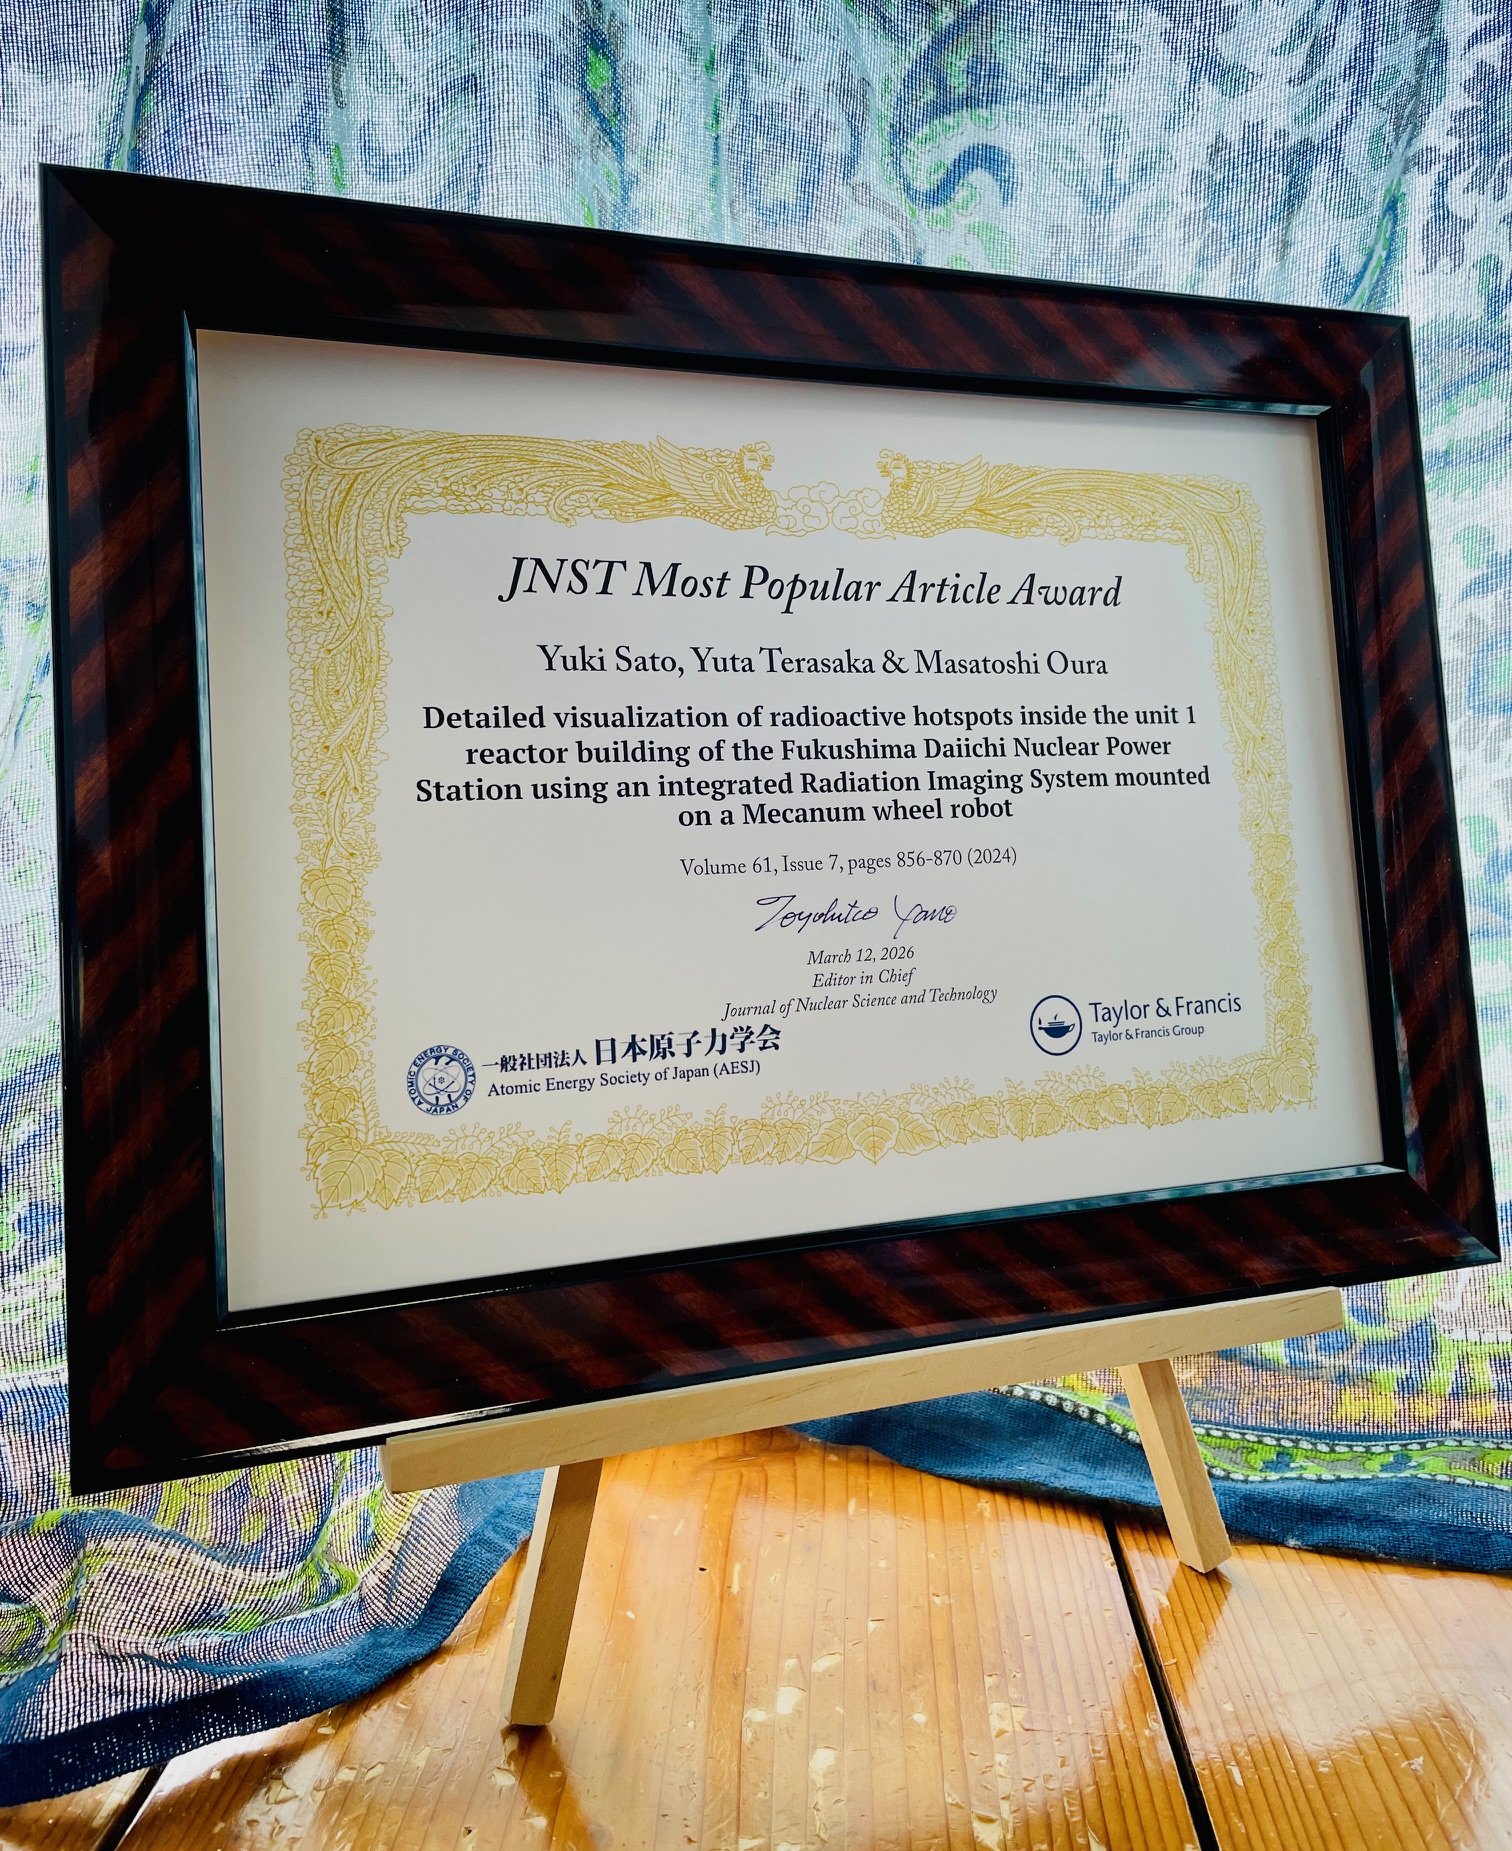 JNST Most Popular Article Award
Yuki Sato, Yuta Terasaka & Masatoshi Oura
Detailed visualization of radioactive hotspots inside the unit 1
reactor building of the Fukushima Daiichi Nuclear Power
Station using an integrated Radiation Imaging System mounted
on a Mecanum wheel robot
Volume 61, Issue 7, pages 856-870 (2024)
Toyohico Yano
March 12, 2026
Editor in Chief
Journal of Nuclear Science and Technology
ATOMIC ENERGY SOCIETY OF JAPAN
一般社団法人 日本原子力学会
Atomic Energy Society of Japan (AESJ)
Taylor & Francis
Taylor & Francis Group